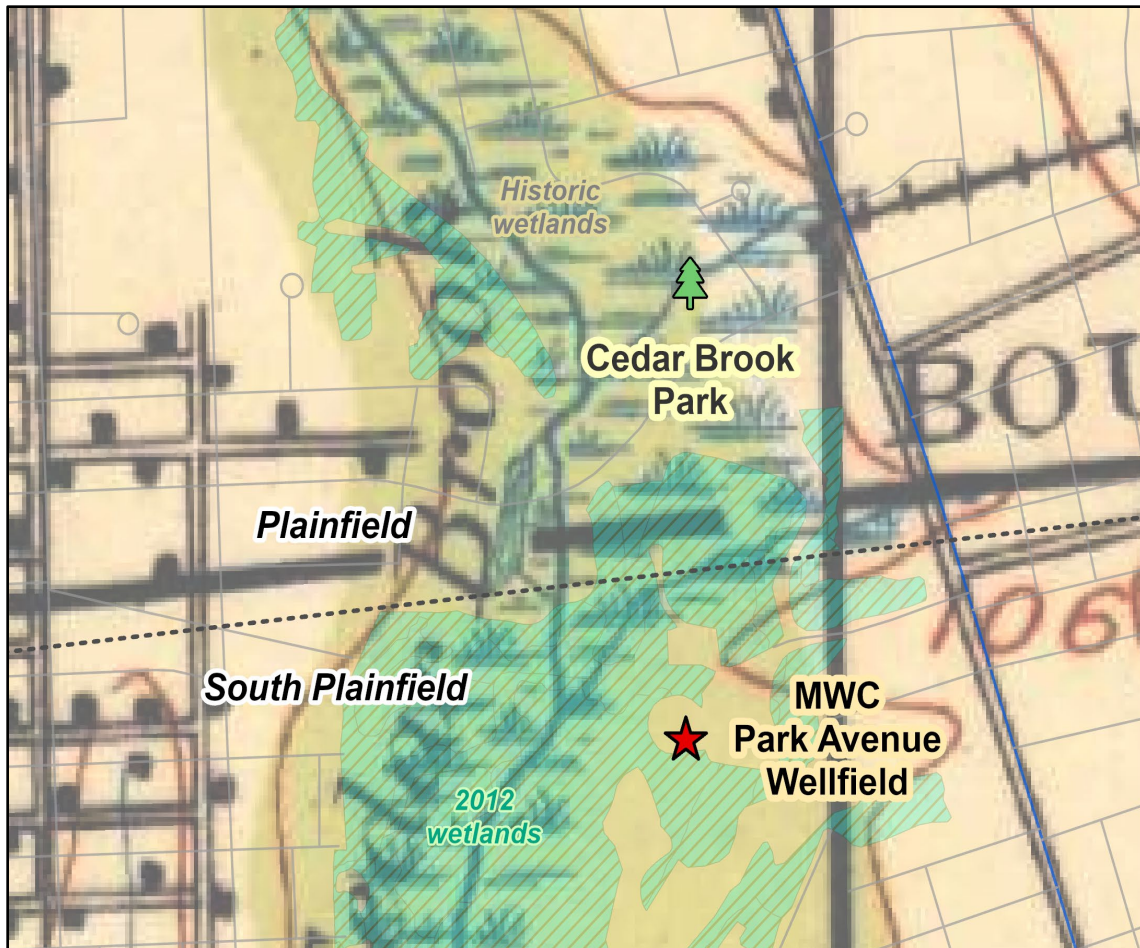 Historic
wetlands
Cedar Brook
Park
BOU
Plainfield
106
South Plainfield
MWC
Park Avenue
Wellfield
2012
wetlands